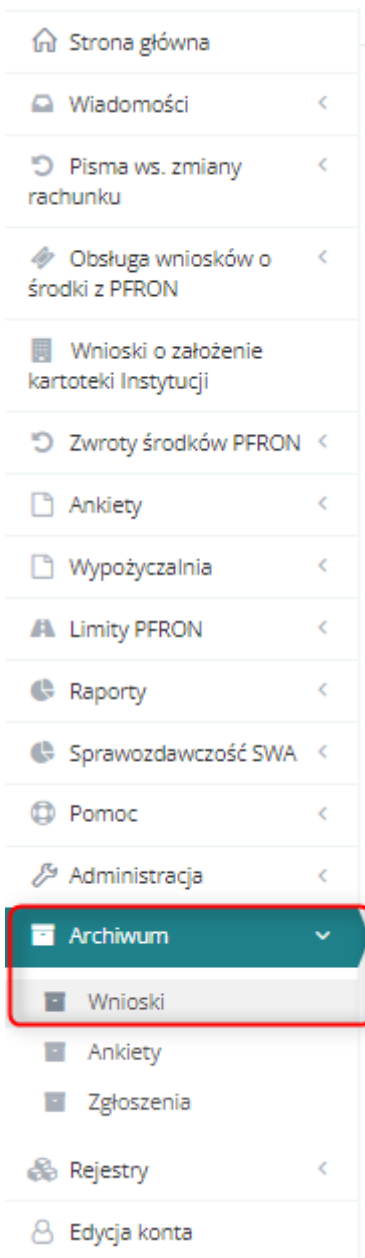 Strona główna
Wiadomości
Pisma ws. zmiany
rachunku
Obsługa wniosków o
środki z PFRON
Wnioski o założenie
kartoteki Instytucji
Zwroty środków PFRON
Ankiety
Wypożyczalnia
Limity PFRON
Raporty
Sprawozdawczość SWA
Pomoc
Administracja
Archiwum
Wnioski
Ankiety
Zgłoszenia
Rejestry
Edycja konta